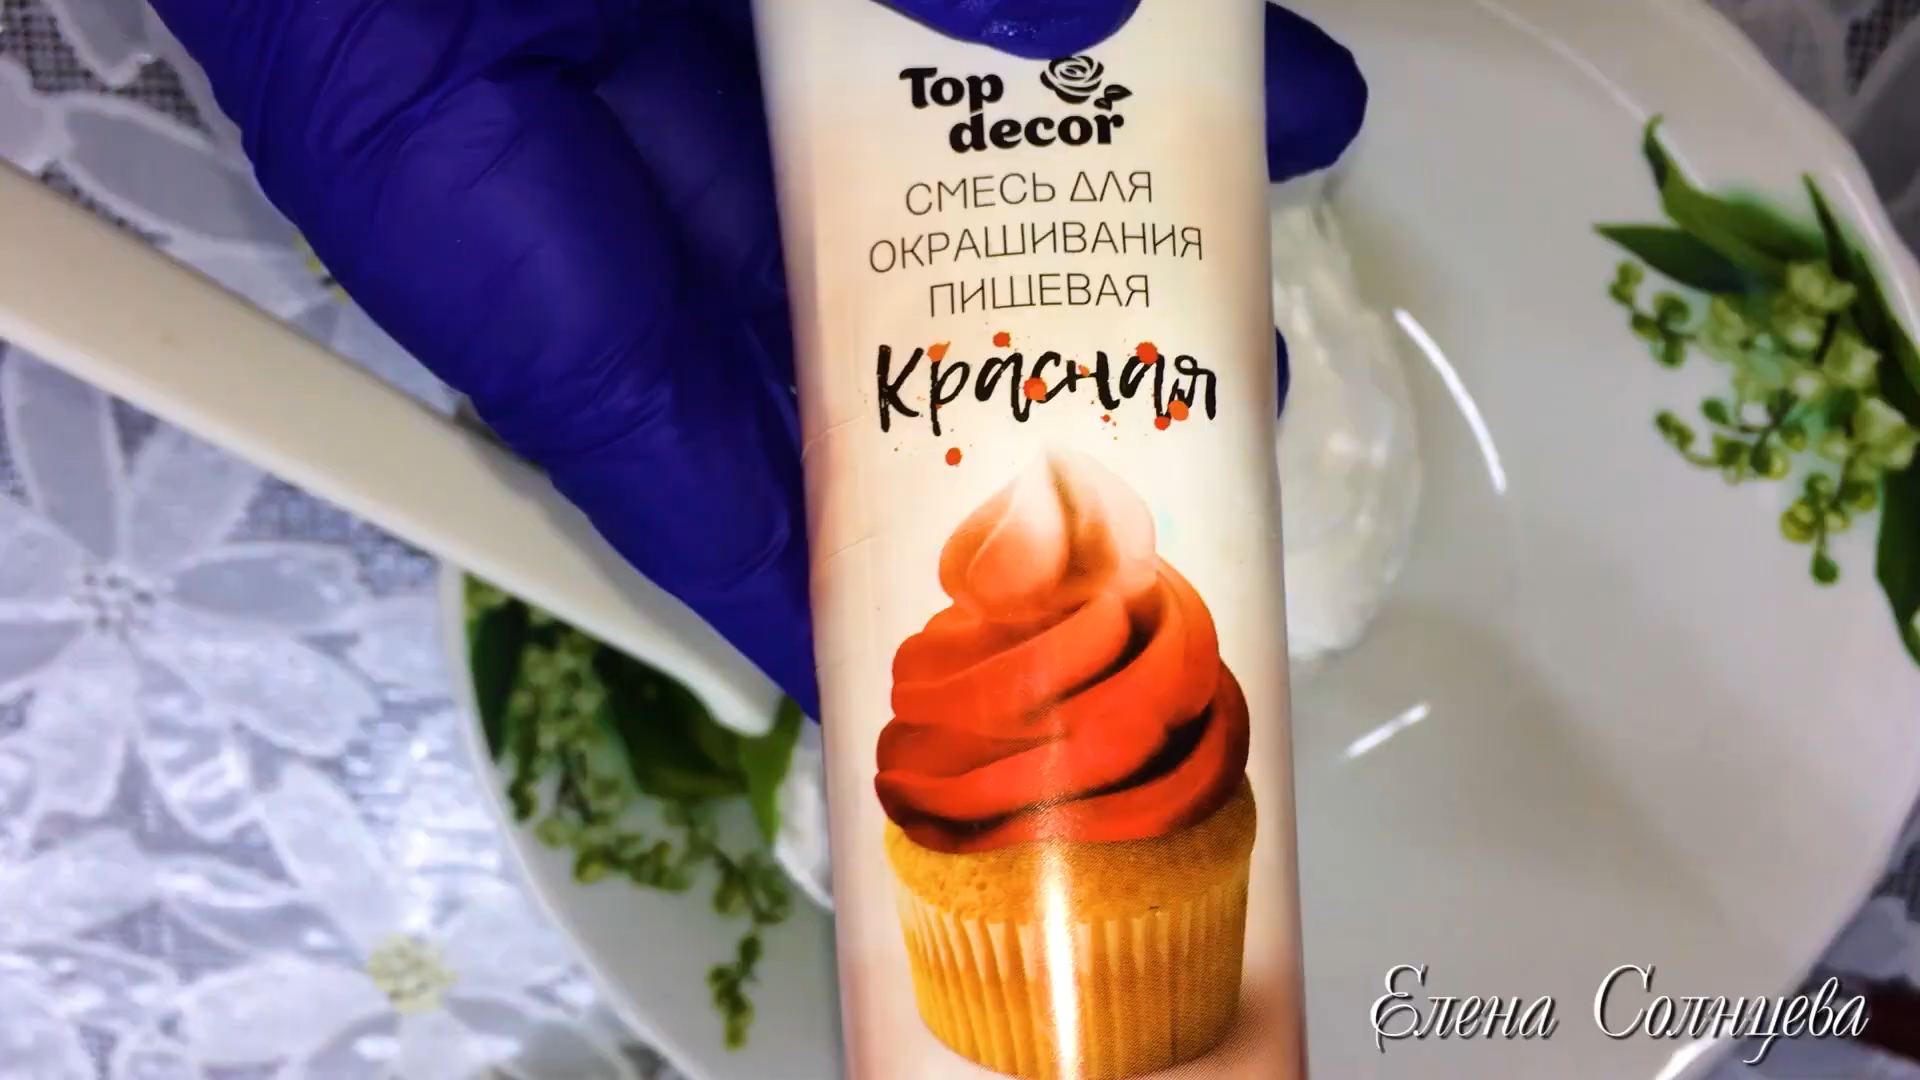 Top
decor
СМЕСЬ ДЛЯ
ОКРАШИВАНИЯ
ПИЩЕВАЯ
Красная
Елена Солнцева